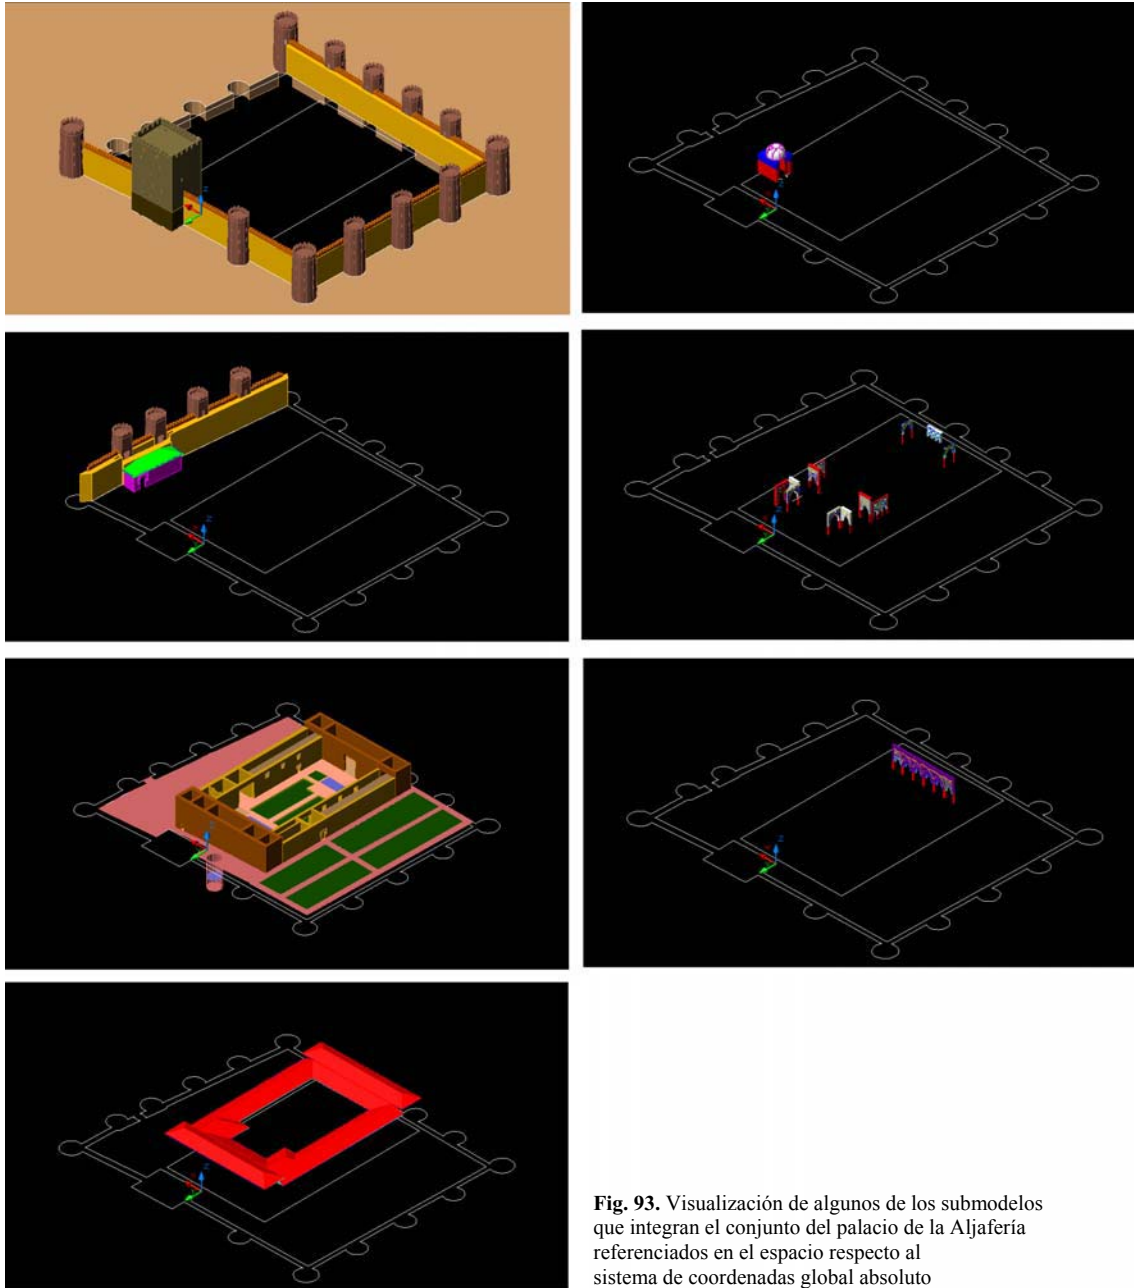 Fig. 93. Visualización de algunos de los submodelos
que integran el conjunto del palacio de la Aljafería
referenciados en el espacio respecto al
sistema de coordenadas global absoluto